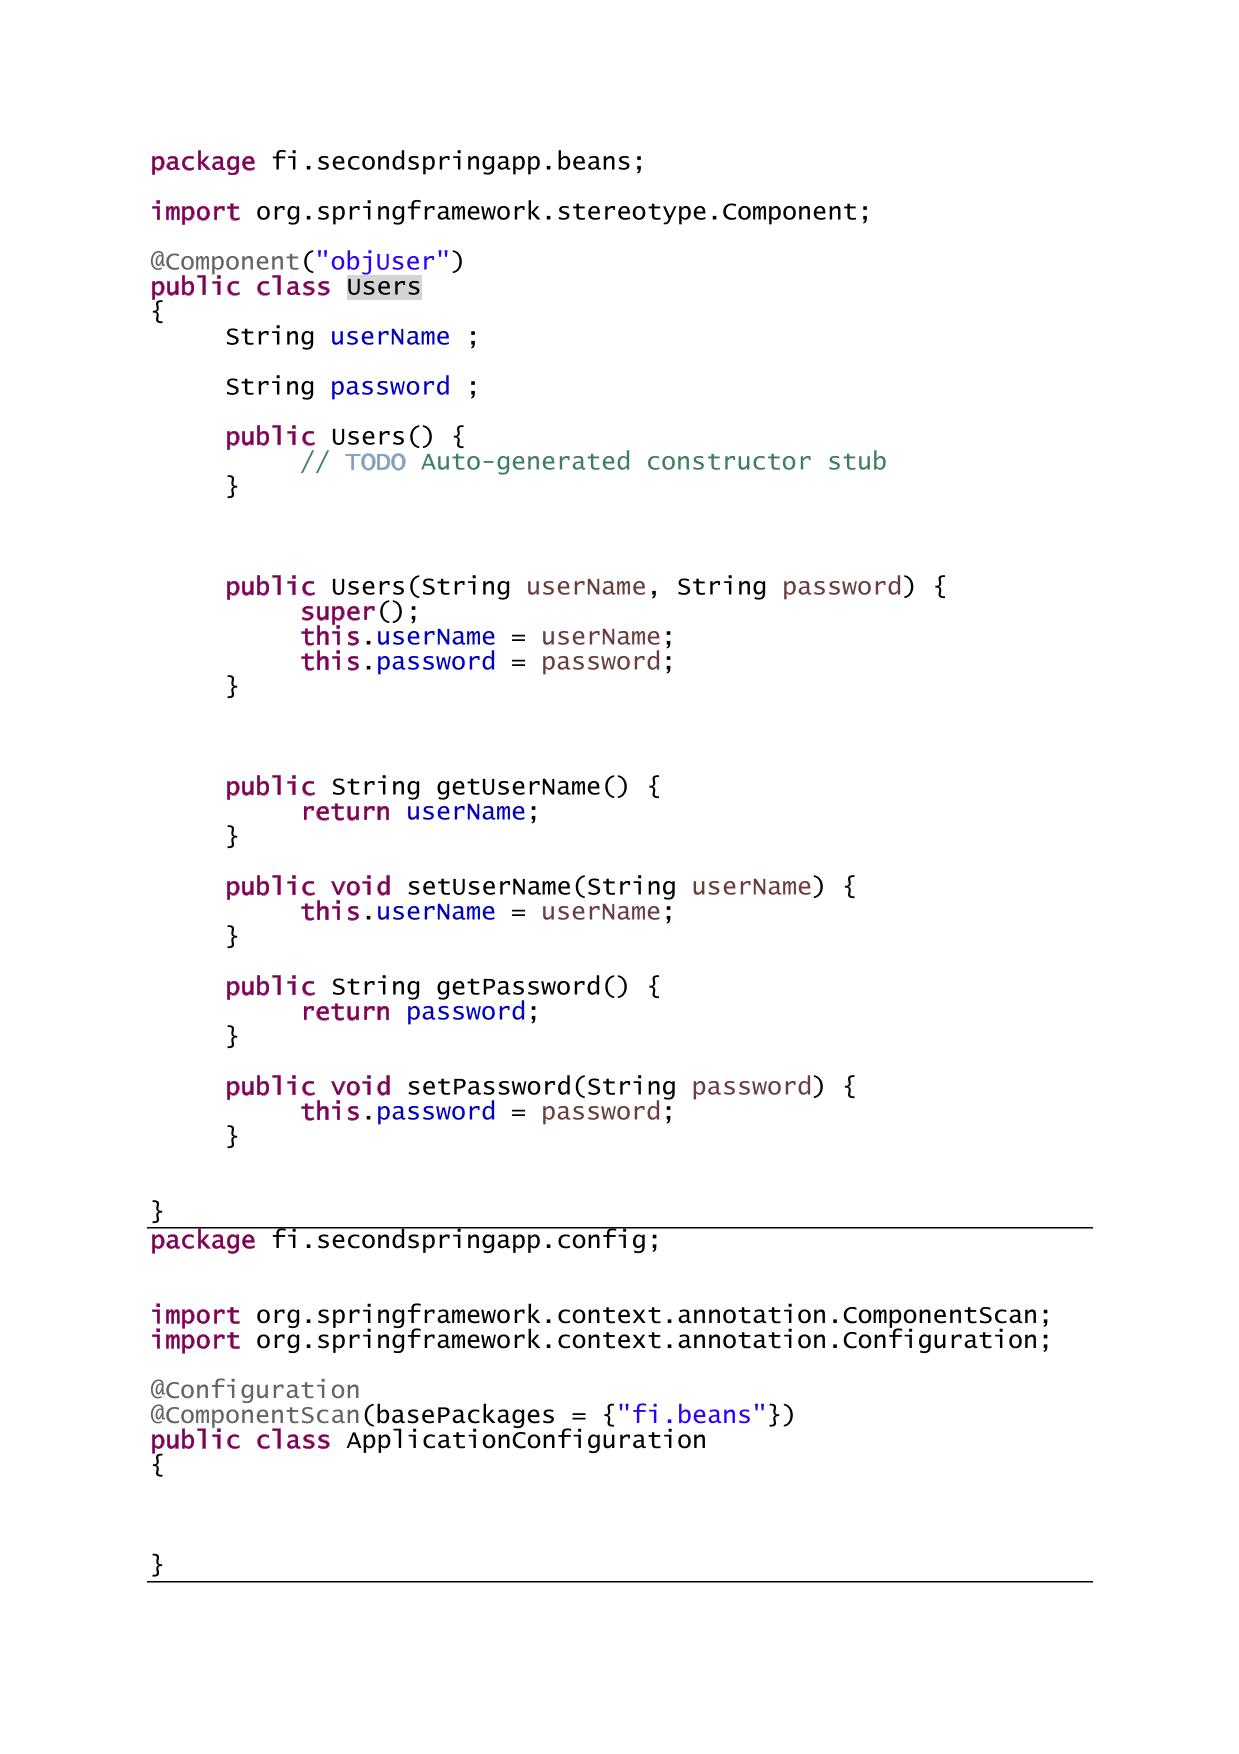 package fi.secondspringapp.beans;
import org.springframework.stereotype.Component;
@Component("objUser")
public class Users
{
String userName ;
String password ;
public Users() {
// TODO Auto-generated constructor stub
}
public Users(String userName, String password) {
super();
this.userName = userName;
this.password = password;
}
public String getUserName() {
return userName;
}
public void setUserName(String userName) {
this.userName = userName;
}
public String getPassword() {
return password;
}
public void setPassword(String password) {
this.password = password;
}
}
package fi.secondspringapp.config;
import org.springframework.context.annotation.ComponentScan;
import org.springframework.context.annotation.Configuration;
@Configuration
@ComponentScan(basePackages = {"fi.beans"})
public class ApplicationConfiguration
{
}